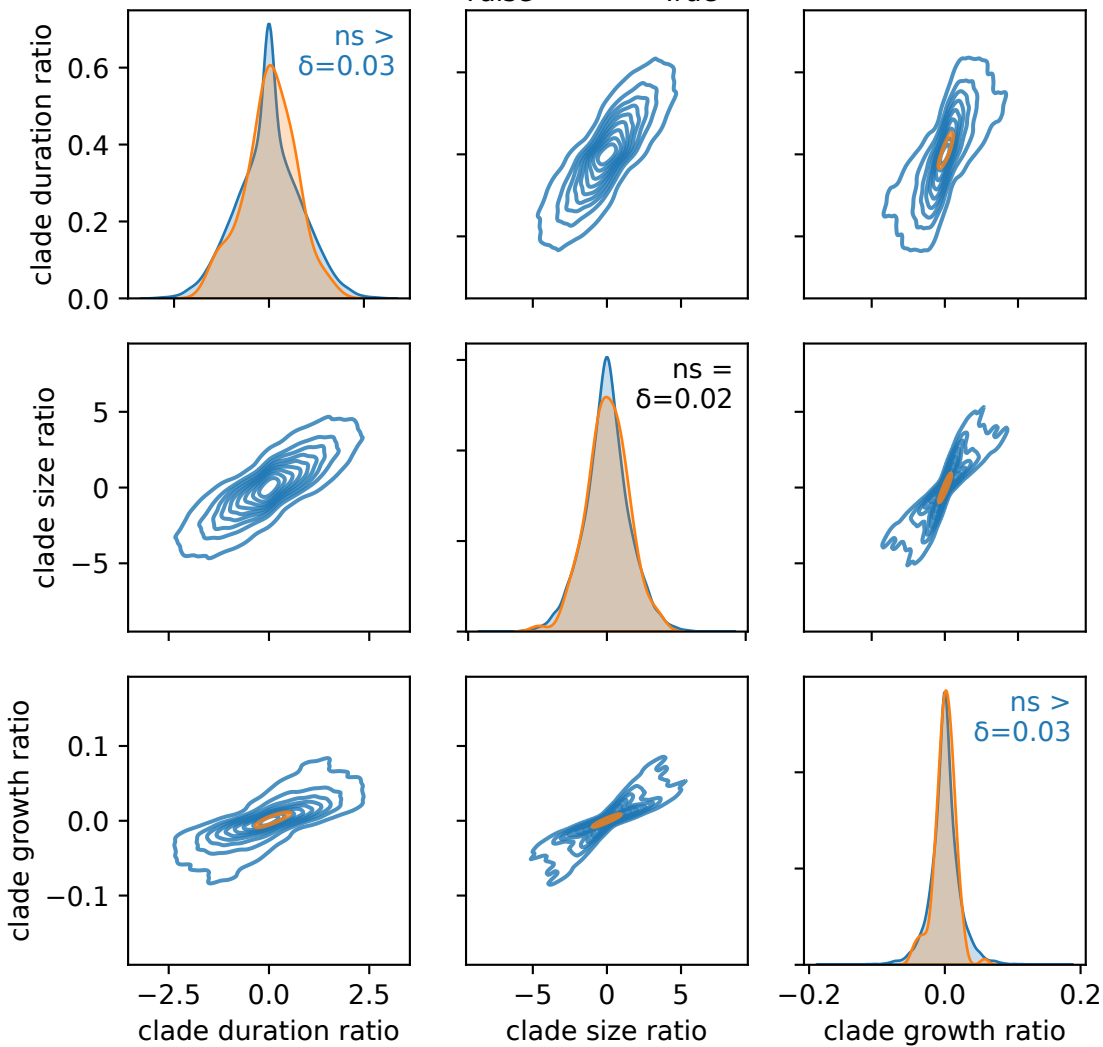 clade duration ratio
0.6
0.4
0.2
0.0
ns >
δ=0.03
clade size ratio
5
0
−5
ns =
δ=0.02
clade growth ratio
0.1
0.0
−0.1
ns >
δ=0.03
−2.5 0.0 2.5
clade duration ratio
−5 0 5
clade size ratio
−0.2 0.0 0.2
clade growth ratio